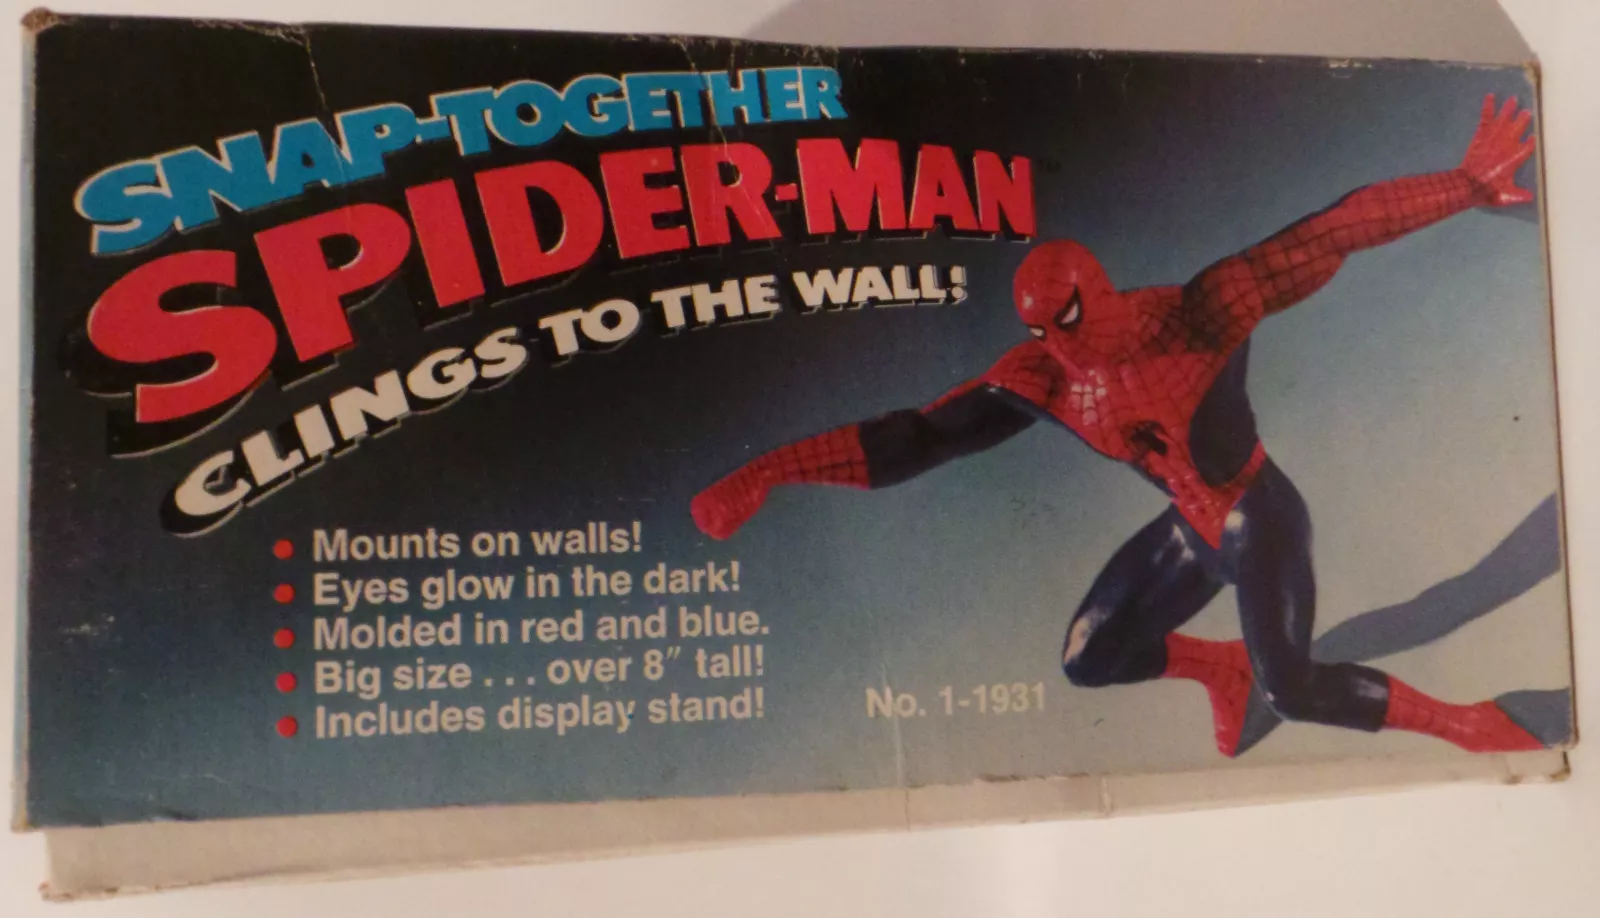 SNAP-TOGETHER
SPIDER-MAN™
CLINGS TO THE WALL!
• Mounts on walls!
• Eyes glow in the dark!
• Molded in red and blue.
• Big size . . . over 8″ tall!
• Includes display stand!
No. 1-1931